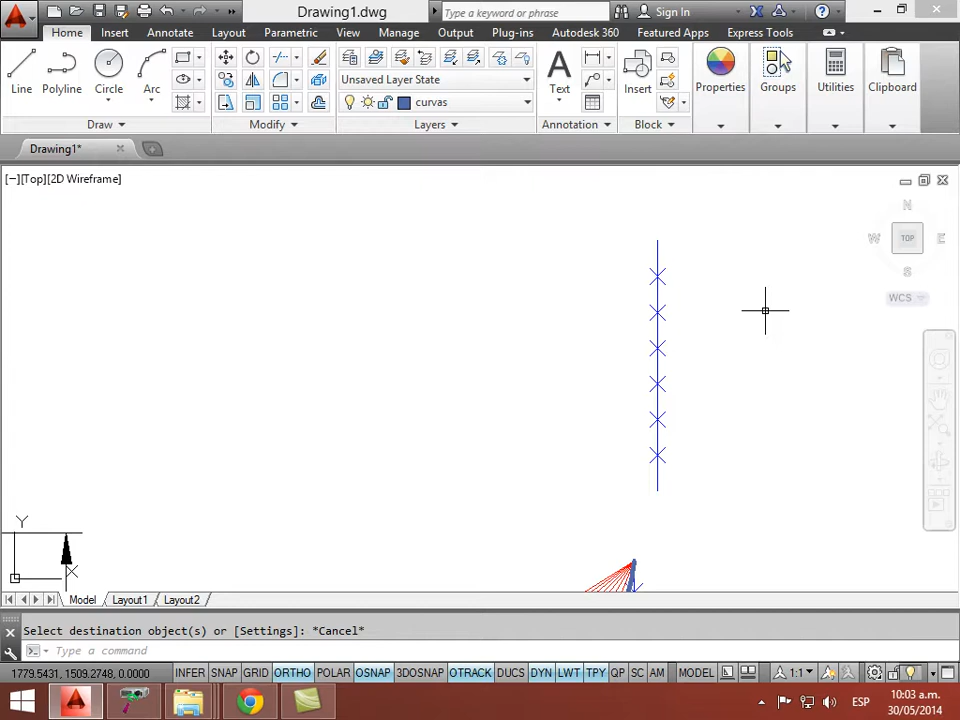 Drawing1.dwg
Type a keyword or phrase
Sign In
Home Insert Annotate Layout Parametric View Manage Output Plug-ins Autodesk 360 Featured Apps Express Tools
Line Polyline Circle Arc
Unsaved Layer State
curvas
Text Insert Properties Groups Utilities Clipboard
Draw Modify Layers Annotation Block
Drawing1*
[−][Top][2D Wireframe]
N
W TOP E
S
WCS
Y
X
Model Layout1 Layout2
Select destination object(s) or [Settings]: *Cancel*
Type a command
1779.5431, 1509.2748, 0.0000 INFER SNAP GRID ORTHO POLAR OSNAP 3DOSNAP OTRACK DUCS DYN LWT TPY QP SC AM MODEL 1:1
ESP
10:03 a.m.
30/05/2014